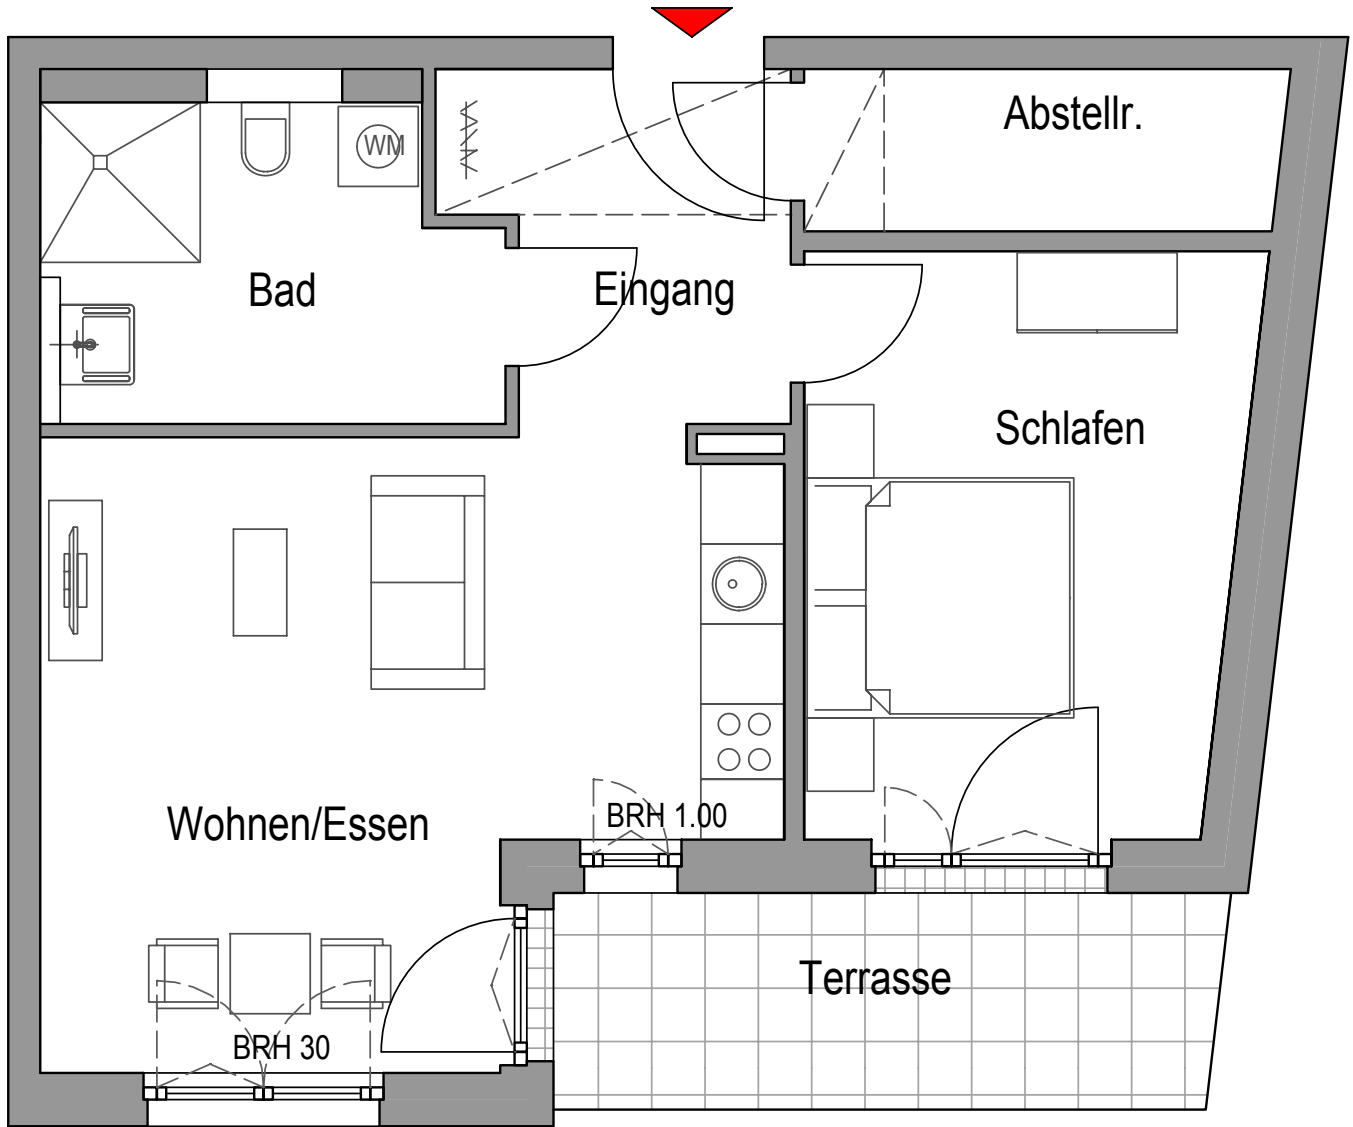 Abstellr.
WM
Bad
Eingang
Schlafen
Wohnen/Essen
BRH 1.00
Terrasse
BRH 30